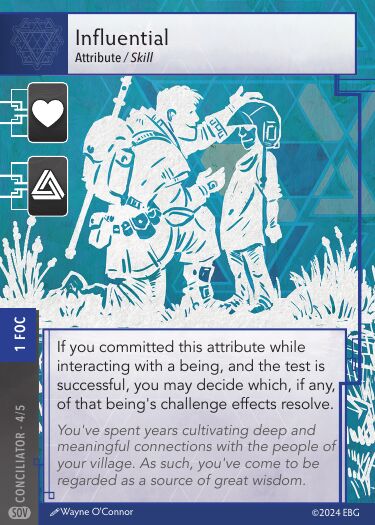 Influential
Attribute / Skill
1 FOC
If you committed this attribute while
interacting with a being, and the test is
successful, you may decide which, if any,
of that being's challenge effects resolve.
You've spent years cultivating deep and
meaningful connections with the people of
your village. As such, you've come to be
regarded as a source of great wisdom.
SOV CONCILIATOR - 4/5
Wayne O'Connor
©2024 EBG